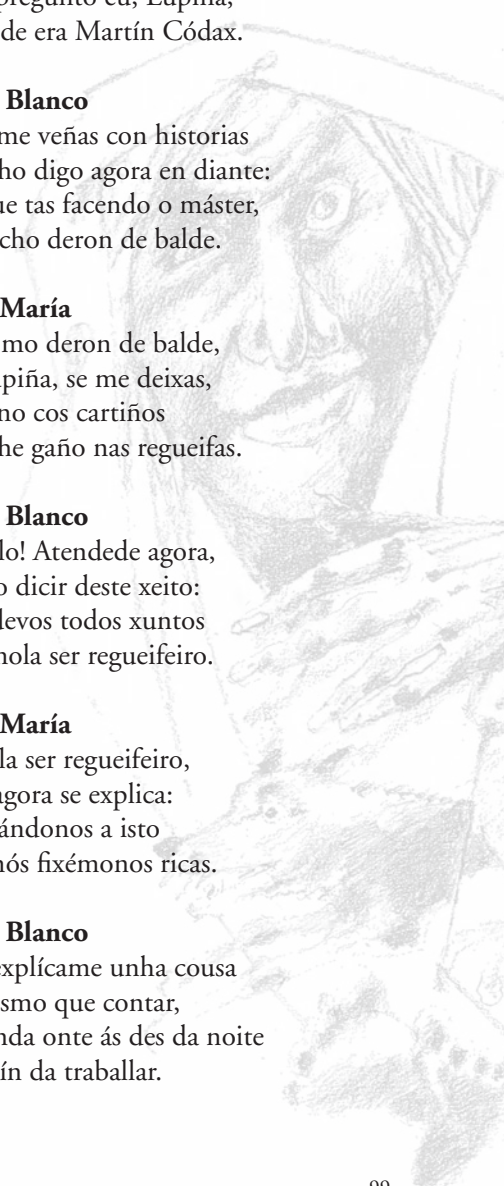 pregunto eu, Lupiña,
de era Martín Códax.
Blanco
me veñas con historias
ho digo agora en diante:
ue tas facendo o máster,
cho deron de balde.
María
mo deron de balde,
piña, se me deixas,
no cos cartiños
he gaño nas regueifas.
Blanco
lo! Atendede agora,
o dicir deste xeito:
devos todos xuntos
nola ser regueifeiro.
María
la ser regueifeiro,
agora se explica:
ándonos a isto
nós fixémonos ricas.
Blanco
explícame unha cousa
smo que contar,
nda onte ás des da noite
ín da traballar.